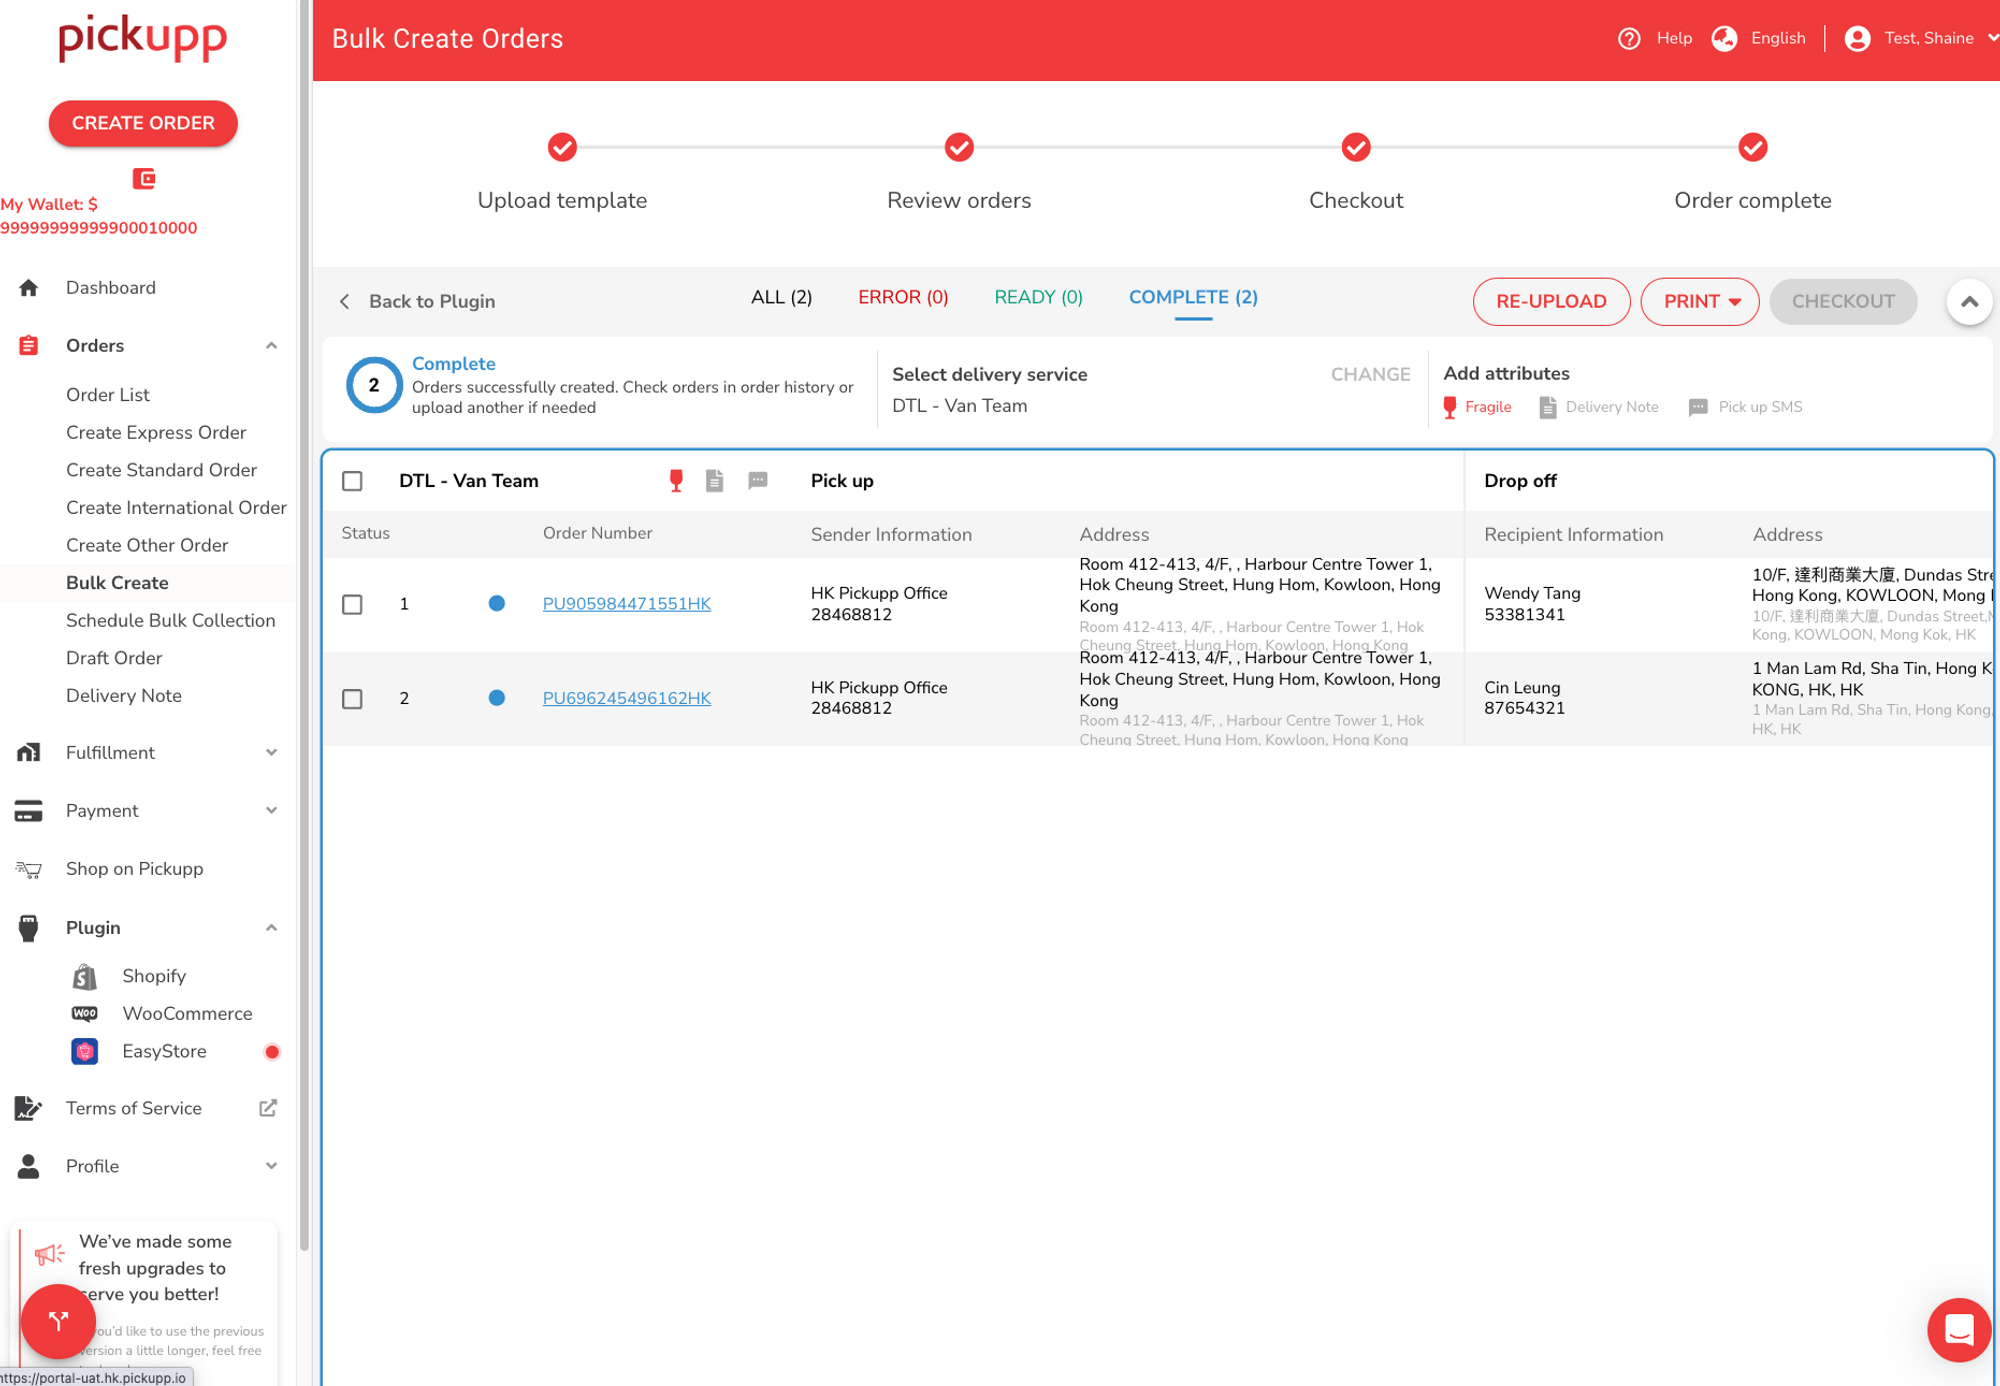 pickupp
CREATE ORDER
My Wallet: $
99999999999900010000
Dashboard
Orders
Order List
Create Express Order
Create Standard Order
Create International Order
Create Other Order
Bulk Create
Schedule Bulk Collection
Draft Order
Delivery Note
Fulfillment
Payment
Shop on Pickupp
Plugin
Shopify
WooCommerce
EasyStore
Terms of Service
Profile
We've made some
fresh upgrades to
serve you better!
you'd like to use the previous
version a little longer, feel free
https://portal-uat.hk.pickupp.io
Bulk Create Orders
Help
English
Test, Shaine
Upload template
Review orders
Checkout
Order complete
Back to Plugin
ALL (2)
ERROR (0)
READY (0)
COMPLETE (2)
RE-UPLOAD
PRINT
CHECKOUT
2
Complete
Orders successfully created. Check orders in order history or
upload another if needed
Select delivery service
CHANGE
DTL - Van Team
Add attributes
Fragile
Delivery Note
Pick up SMS
DTL - Van Team
Pick up
Drop off
Status
Order Number
Sender Information
Address
Recipient Information
Address
1
PU905984471551HK
HK Pickupp Office
28468812
Room 412-413, 4/F, , Harbour Centre Tower 1,
Hok Cheung Street, Hung Hom, Kowloon, Hong
Kong
Room 412-413, 4/F, , Harbour Centre Tower 1, Hok
Cheung Street, Hung Hom, Kowloon, Hong Kong
Wendy Tang
53381341
10/F, 達利商業大廈, Dundas Stre
Hong Kong, KOWLOON, Mong
10/F, 達利商業大廈, Dundas Street,
Kong, KOWLOON, Mong Kok, HK
2
PU696245496162HK
HK Pickupp Office
28468812
Room 412-413, 4/F, , Harbour Centre Tower 1,
Hok Cheung Street, Hung Hom, Kowloon, Hong
Kong
Room 412-413, 4/F, , Harbour Centre Tower 1, Hok
Cheung Street, Hung Hom, Kowloon, Hong Kong
Cin Leung
87654321
1 Man Lam Rd, Sha Tin, Hong K
KONG, HK, HK
1 Man Lam Rd, Sha Tin, Hong Kong,
HK, HK